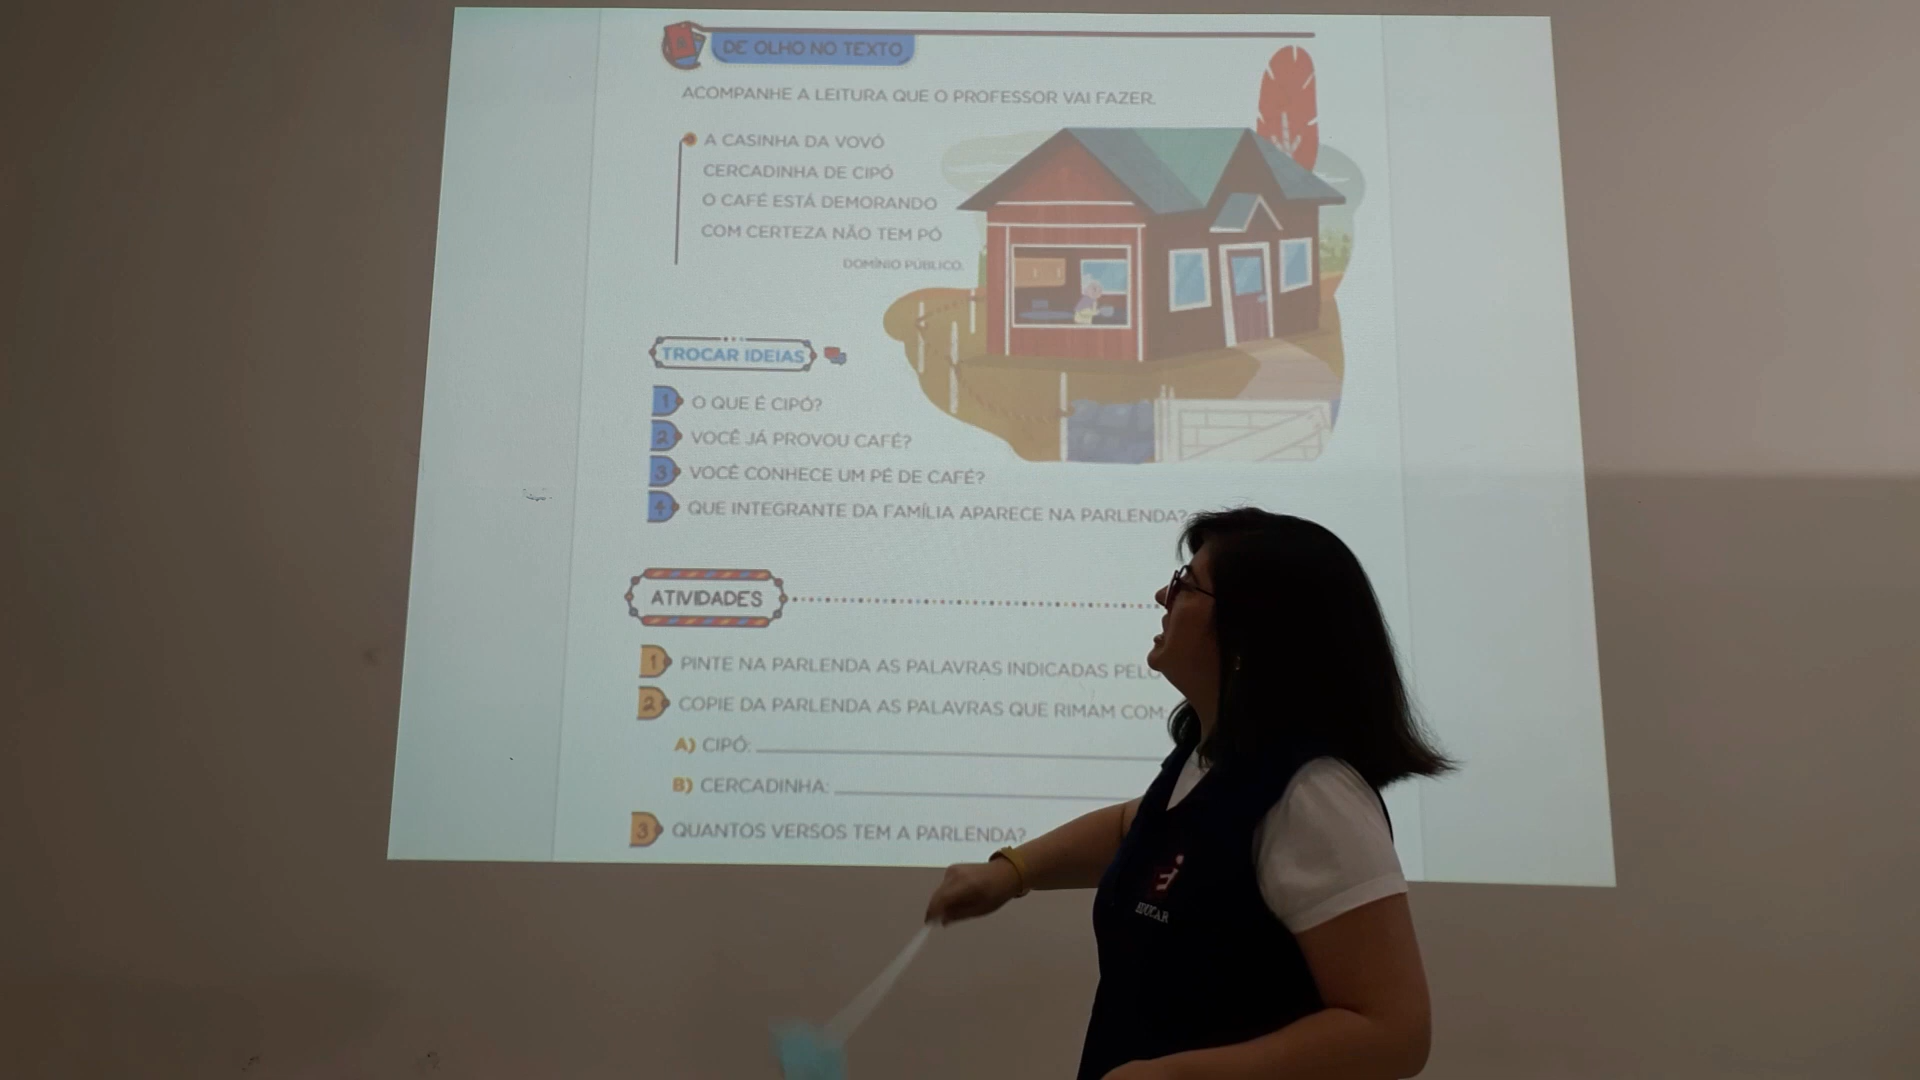 DE OLHO NO TEXTO
ACOMPANHE A LEITURA QUE O PROFESSOR VAI FAZER.
A CASINHA DA VOVÓ
CERCADINHA DE CIPÓ
O CAFÉ ESTÁ DEMORANDO
COM CERTEZA NÃO TEM PÓ
DOMÍNIO PÚBLICO.
TROCAR IDEIAS
1 O QUE É CIPÓ?
2 VOCÊ JÁ PROVOU CAFÉ?
3 VOCÊ CONHECE UM PÉ DE CAFÉ?
4 QUE INTEGRANTE DA FAMÍLIA APARECE NA PARLENDA?
ATIVIDADES
1 PINTE NA PARLENDA AS PALAVRAS INDICADAS PELO
2 COPIE DA PARLENDA AS PALAVRAS QUE RIMAM COM
A) CIPÓ:
B) CERCADINHA:
3 QUANTOS VERSOS TEM A PARLENDA?
EDUCAR